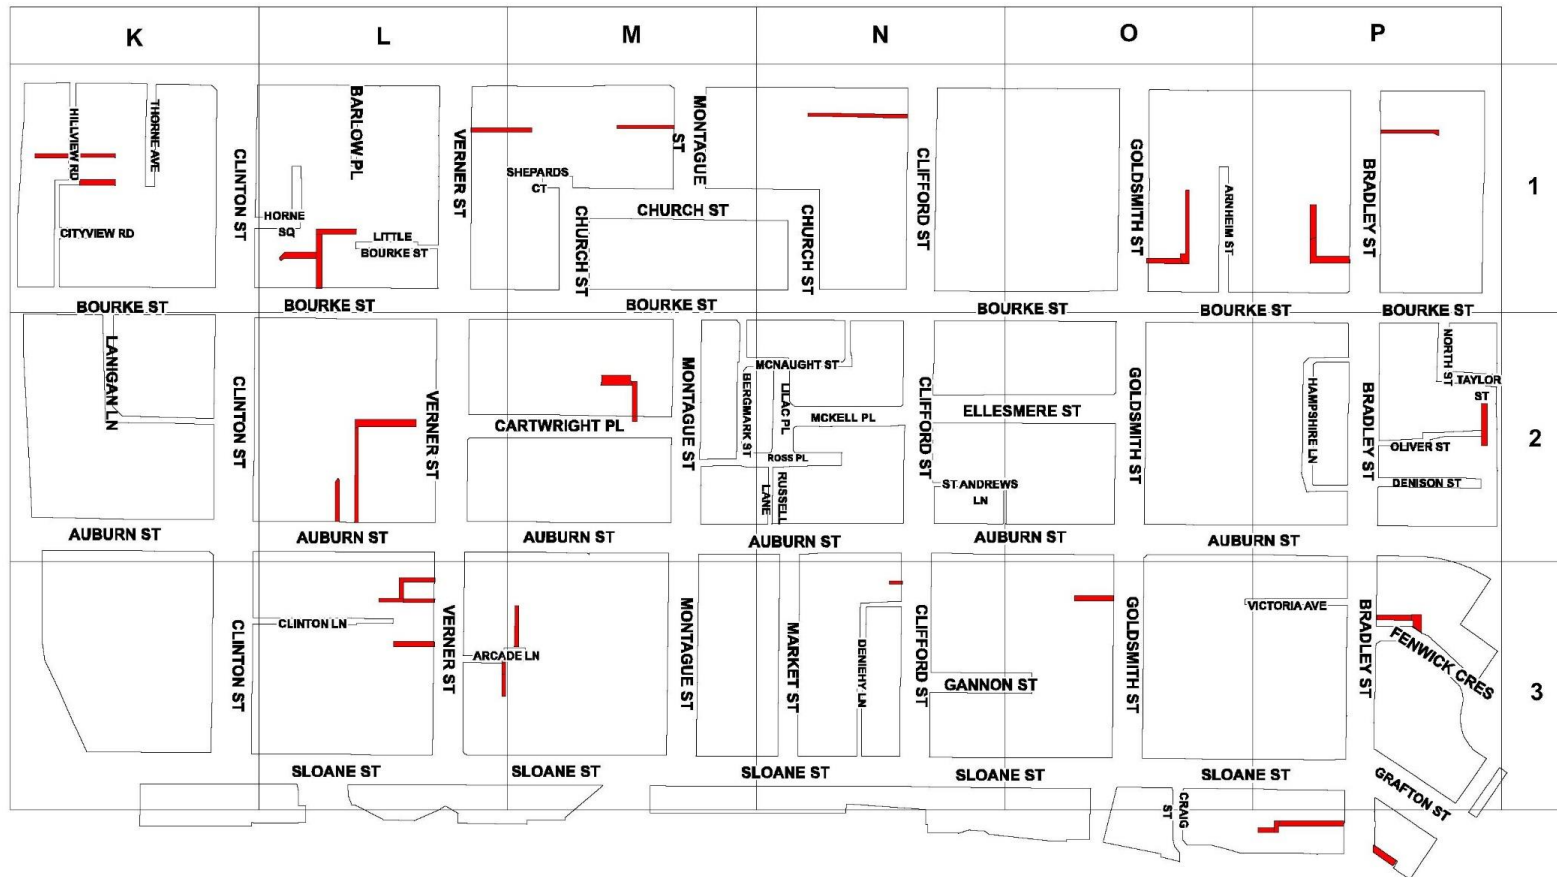 K L M N O P
HILLVIEW RD
THORNE AVE
CITYVIEW RD
CLINTON ST
BARLOW PL
HORNE
SQ
LITTLE
BOURKE ST
VERNER ST
SHEPARDS
CT
MONTAGUE
ST
CHURCH ST
CHURCH ST
CHURCH ST
CLIFFORD ST
GOLDSMITH ST
ARNHEIM ST
BRADLEY ST
1
BOURKE ST
BOURKE ST
BOURKE ST
BOURKE ST
BOURKE ST
BOURKE ST
LANIGAN LN
CLINTON ST
VERNER ST
CARTWRIGHT PL
MONTAGUE ST
BERGMARK ST
MCNAUGHT ST
LILAC PL
MCKELL PL
ROSS PL
RUSSELL
LANE
CLIFFORD ST
ELLESMERE ST
ST ANDREWS
LN
GOLDSMITH ST
HAMPSHIRE LN
BRADLEY ST
NORTH ST
TAYLOR
ST
OLIVER ST
DENISON ST
2
AUBURN ST
AUBURN ST
AUBURN ST
AUBURN ST
AUBURN ST
AUBURN ST
CLINTON ST
CLINTON LN
VERNER ST
ARCADE LN
MONTAGUE ST
MARKET ST
DENIEHY LN
CLIFFORD ST
GANNON ST
GOLDSMITH ST
VICTORIA AVE
BRADLEY ST
FENWICK CRES
3
SLOANE ST
SLOANE ST
SLOANE ST
SLOANE ST
SLOANE ST
GRAFTON ST
CRAIG
ST